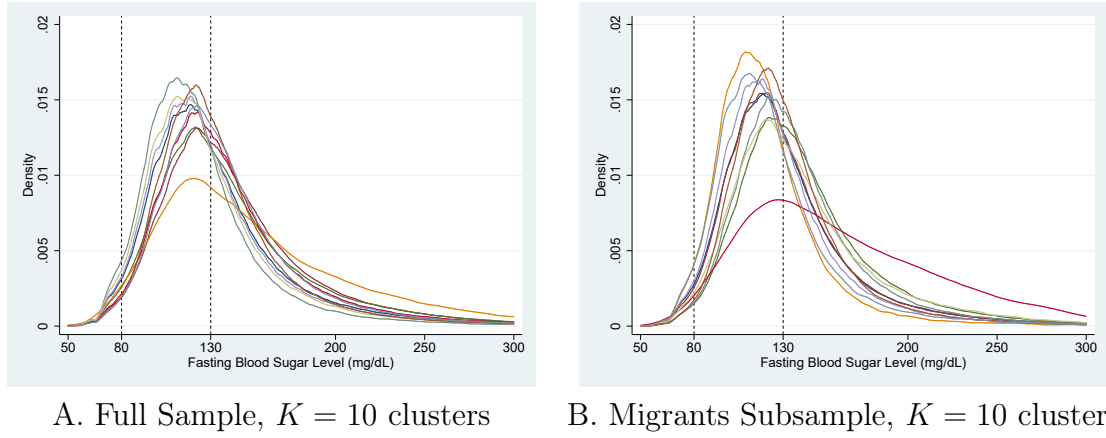 .02
.015
.01
.005
0
Density
50 80 130 200 250 300
Fasting Blood Sugar Level (mg/dL)
A. Full Sample, K = 10 clusters
.02
.015
.01
.005
0
Density
50 80 130 200 250 300
Fasting Blood Sugar Level (mg/dL)
B. Migrants Subsample, K = 10 cluster